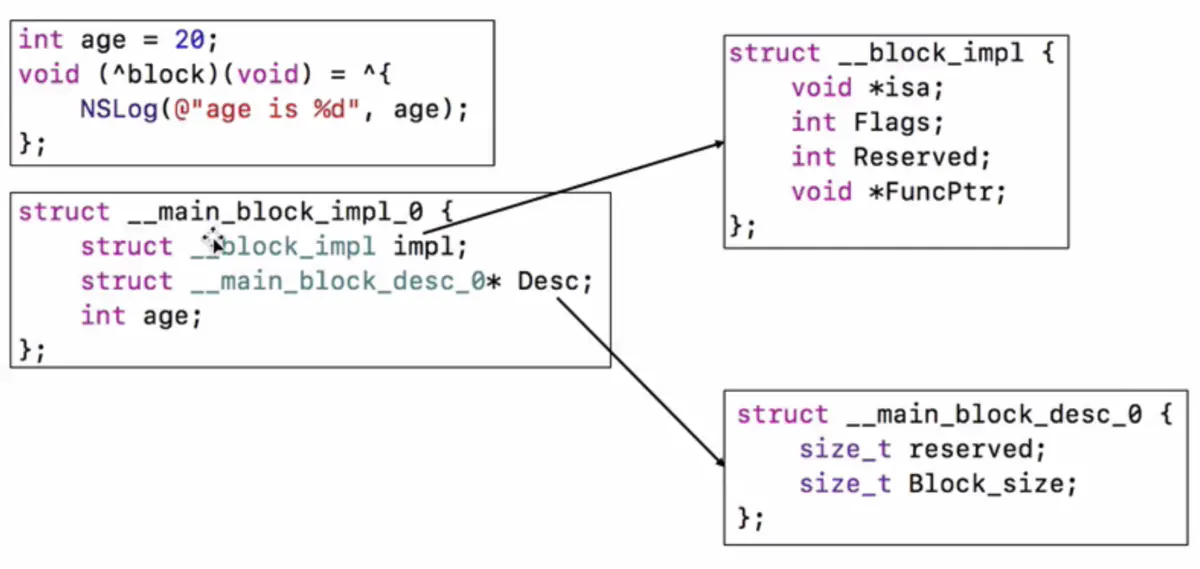 int age = 20;
void (^block)(void) = ^{
    NSLog(@"age is %d", age);
};
struct __main_block_impl_0 {
    struct __block_impl impl;
    struct __main_block_desc_0* Desc;
    int age;
};
struct __block_impl {
    void *isa;
    int Flags;
    int Reserved;
    void *FuncPtr;
};
struct __main_block_desc_0 {
    size_t reserved;
    size_t Block_size;
};